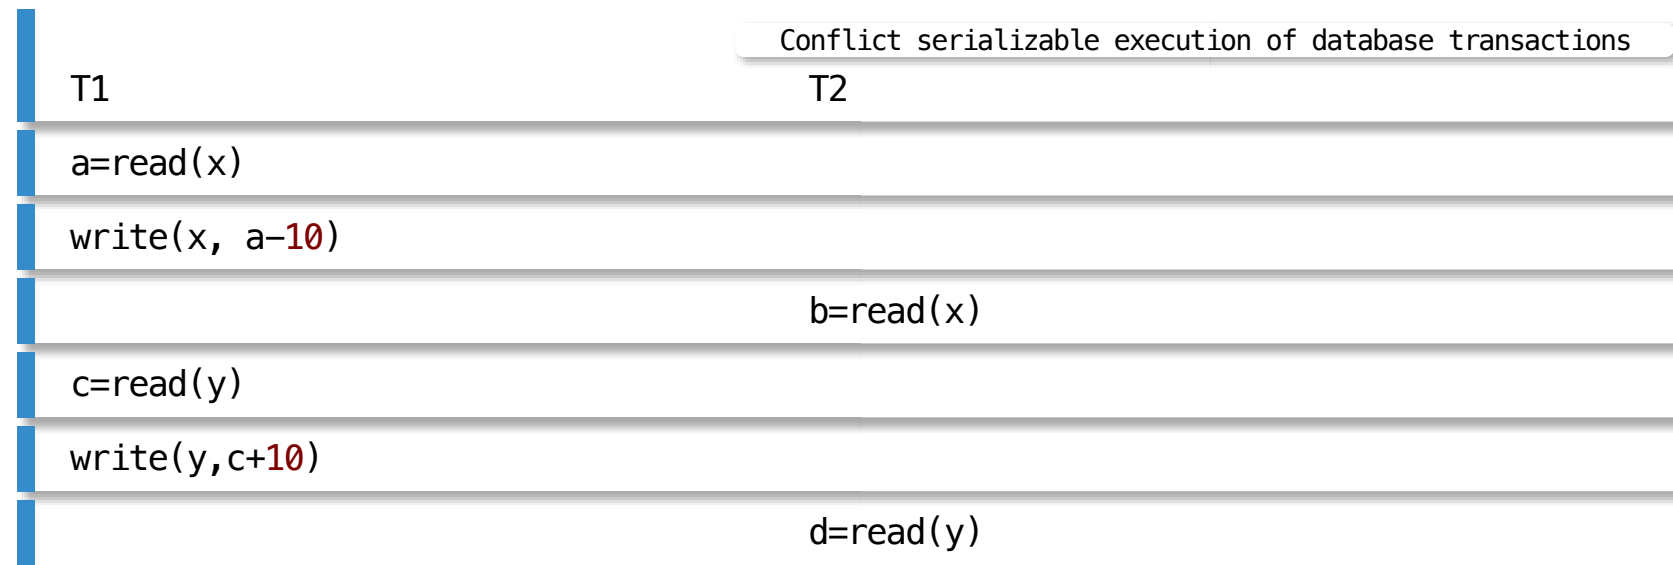 Conflict serializable execution of database transactions
T1 T2
a=read(x)
write(x, a-10)
b=read(x)
c=read(y)
write(y,c+10)
d=read(y)